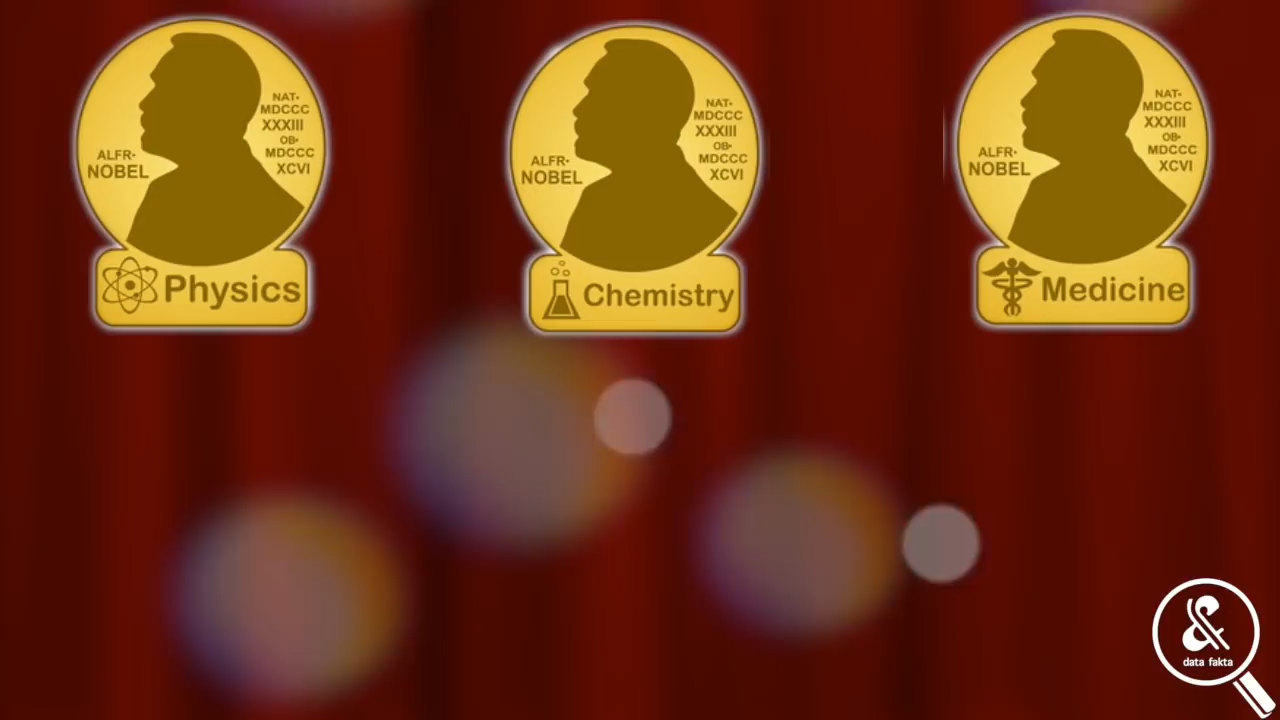 ALFR•
NOBEL
NAT•
MDCCC
XXXIII
OB•
MDCCC
XCVI
Physics
ALFR•
NOBEL
NAT•
MDCCC
XXXIII
OB•
MDCCC
XCVI
Chemistry
ALFR•
NOBEL
NAT•
MDCCC
XXXIII
OB•
MDCCC
XCVI
Medicine
&
data fakta